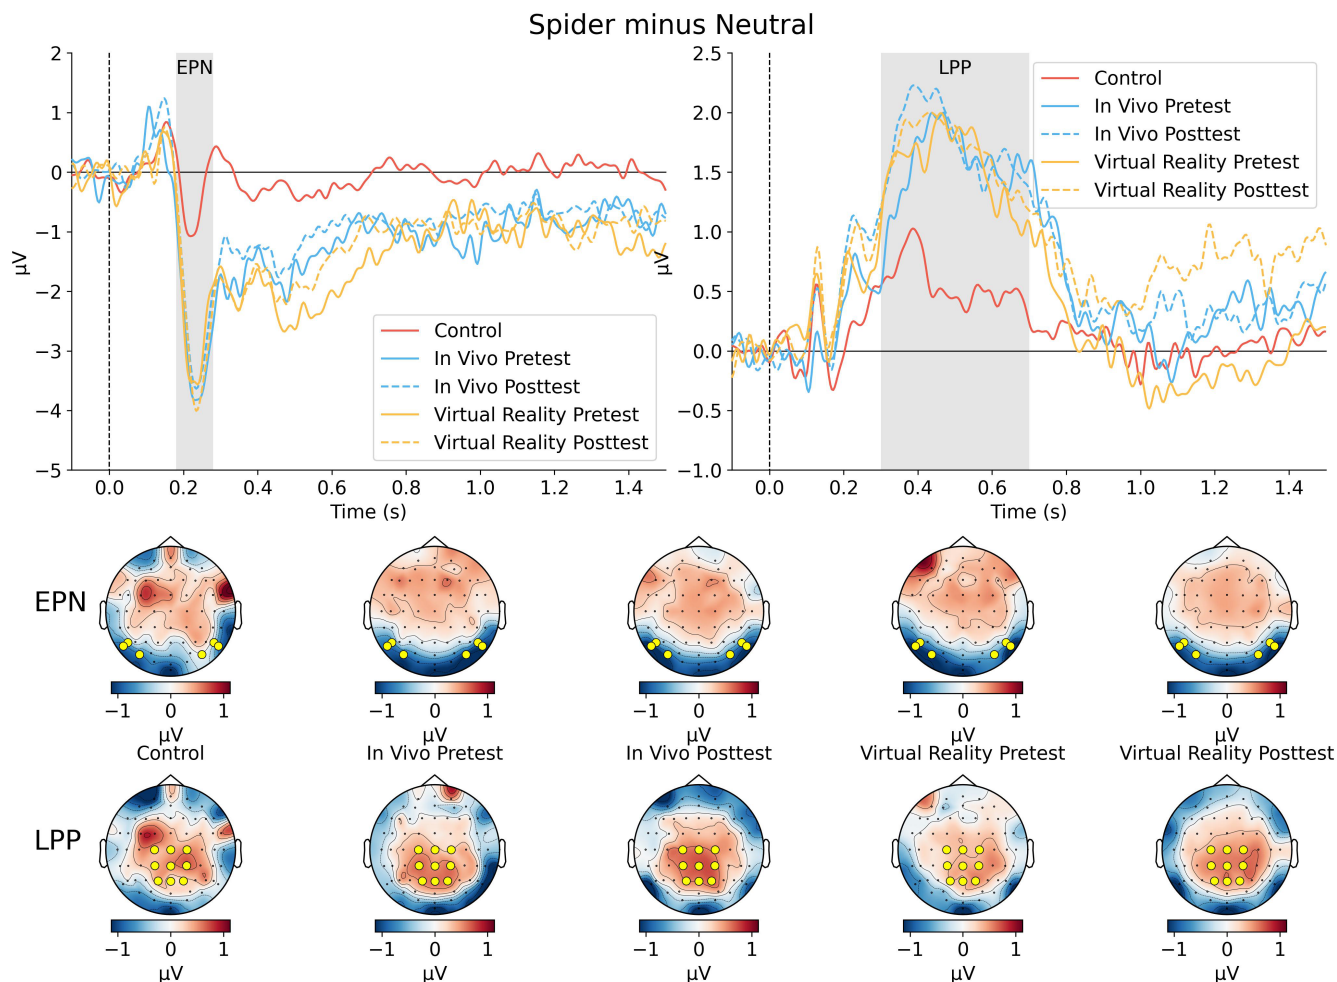 Spider minus Neutral
EPN
LPP
2
1
0
−1
−2
−3
−4
−5
µV
0.0 0.2 0.4 0.6 0.8 1.0 1.2 1.4
Time (s)
Control
In Vivo Pretest
In Vivo Posttest
Virtual Reality Pretest
Virtual Reality Posttest
2.5
2.0
1.5
1.0
0.5
0.0
−0.5
−1.0
µV
0.0 0.2 0.4 0.6 0.8 1.0 1.2 1.4
Time (s)
Control
In Vivo Pretest
In Vivo Posttest
Virtual Reality Pretest
Virtual Reality Posttest
EPN
−1 0 1 −1 0 1 −1 0 1 −1 0 1 −1 0 1
µV µV µV µV µV
Control In Vivo Pretest In Vivo Posttest Virtual Reality Pretest Virtual Reality Posttest
LPP
−1 0 1 −1 0 1 −1 0 1 −1 0 1 −1 0 1
µV µV µV µV µV